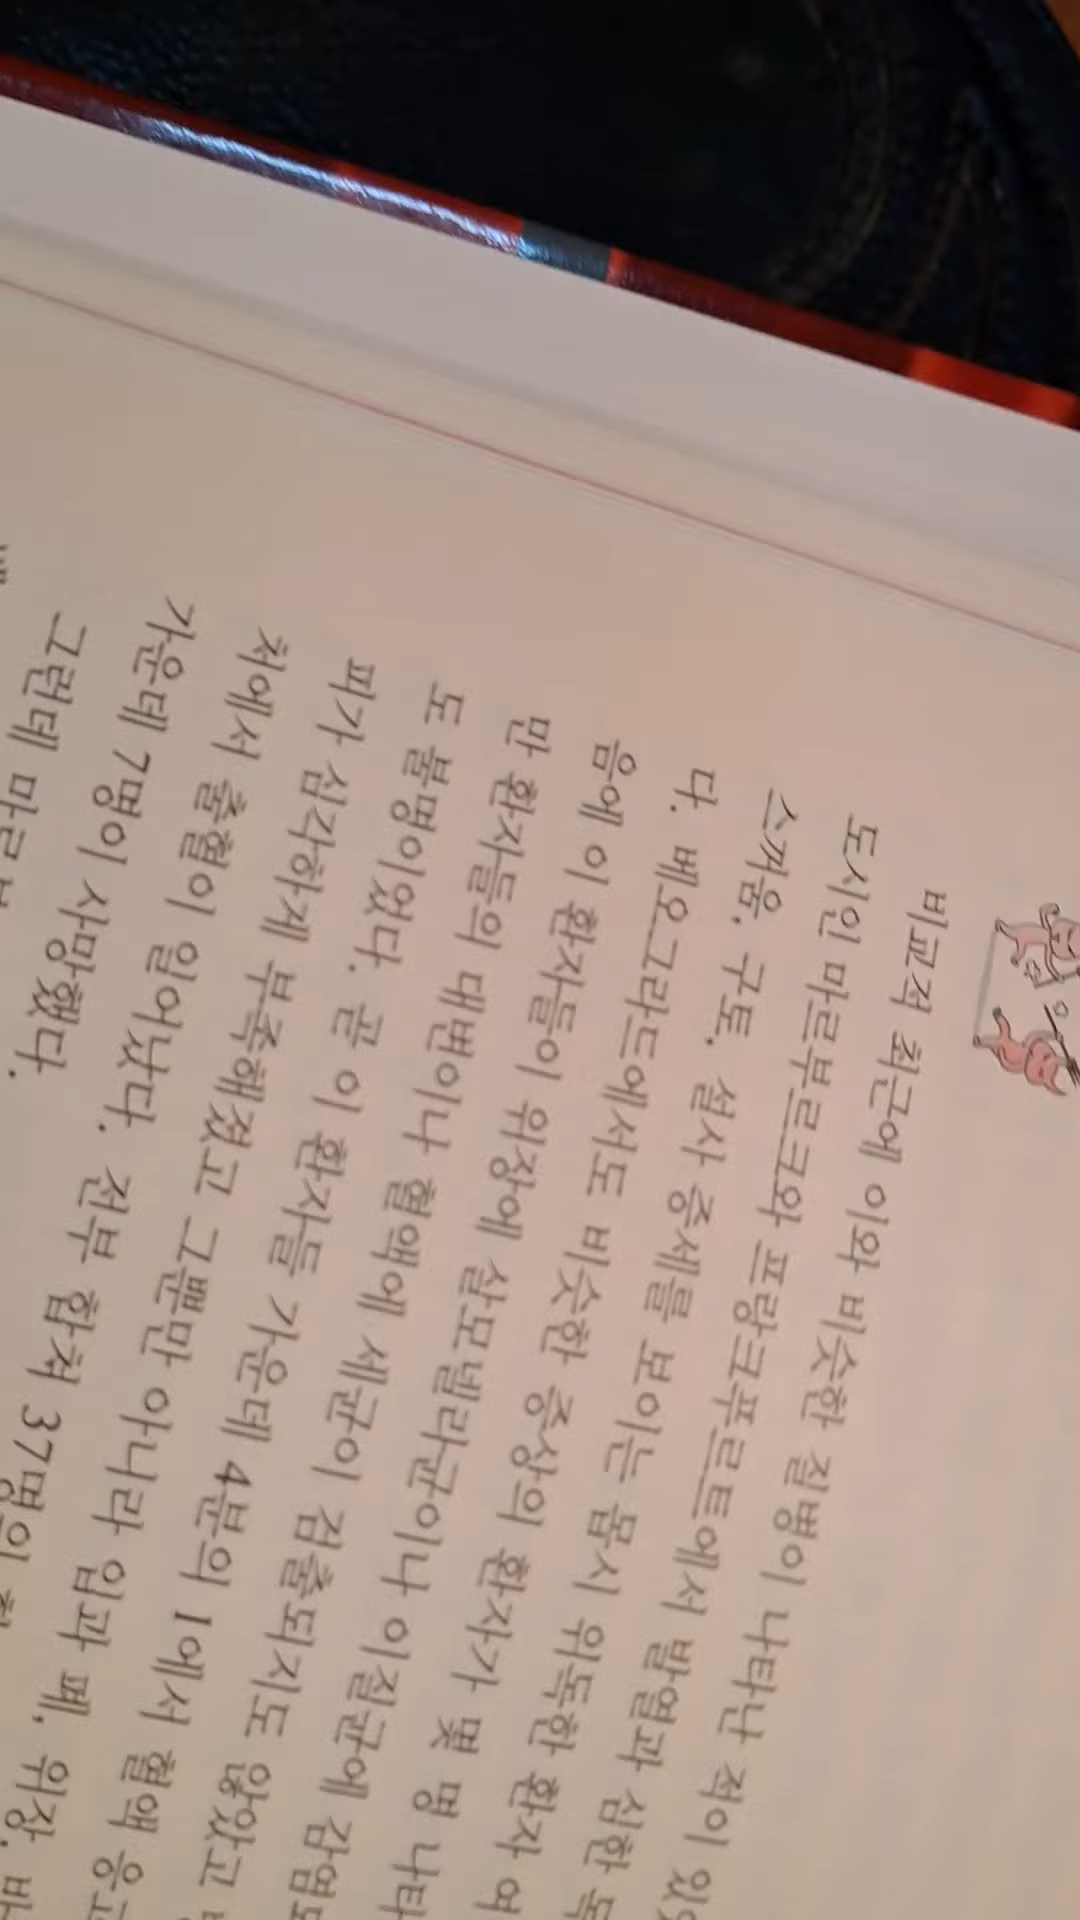 비교적 최근에 이와 비슷한 질병이 나타난 적이
도시인 마르부르크와 프랑크푸르트에서 발열과 심한
스꺼움, 구토, 설사 증세를 보이는 몹시 위독한 환자
다. 베오그라드에서도 비슷한 증상의 환자가 몇 명
음에 이 환자들이 위장에 살모넬라균이나 이질균에
만 환자들의 대변이나 혈액에 세균이 검출되지도 않았고
도 불명이었다. 곧 이 환자들 가운데 4분의 1에서 혈액
피가 심각하게 부족해졌고 그뿐만 아니라 입과 폐, 위장,
처에서 출혈이 일어났다. 전부 합쳐 37명의
가운데 7명이 사망했다.
그런데